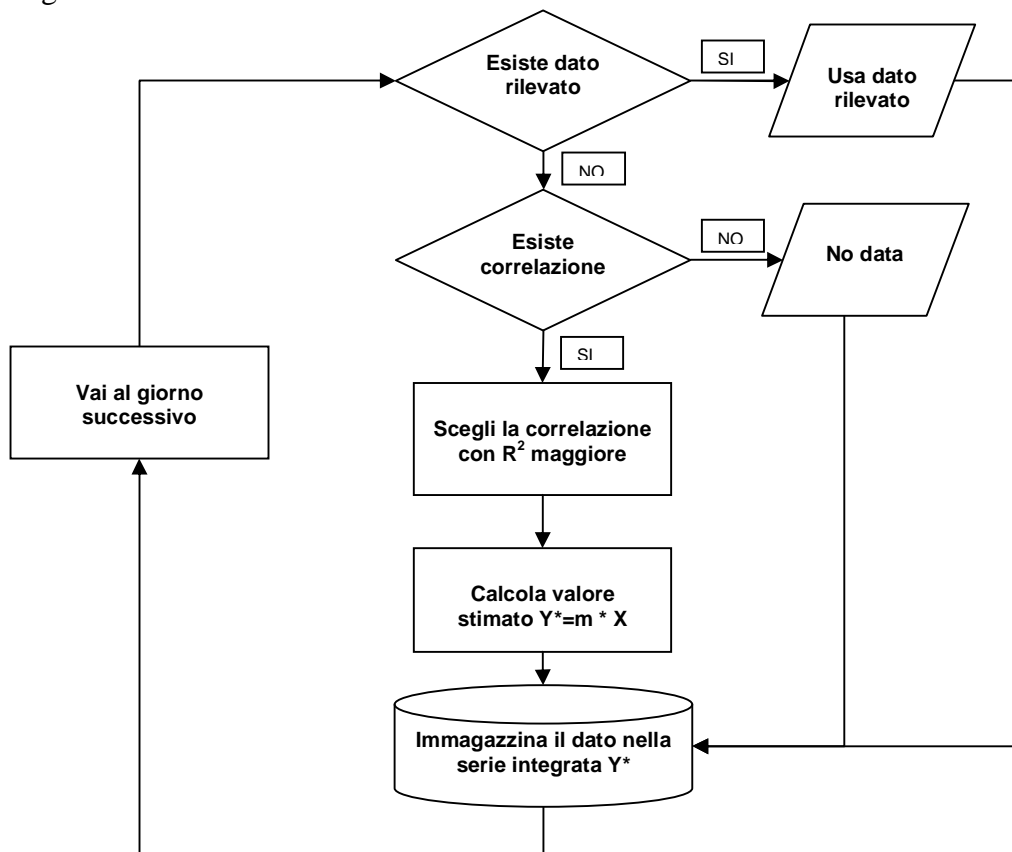 Esiste dato
rilevato
SI
Usa dato
rilevato
NO
Esiste
correlazione
NO
No data
SI
Vai al giorno
successivo
Scegli la correlazione
con R² maggiore
Calcola valore
stimato Y*=m * X
Immagazzina il dato nella
serie integrata Y*